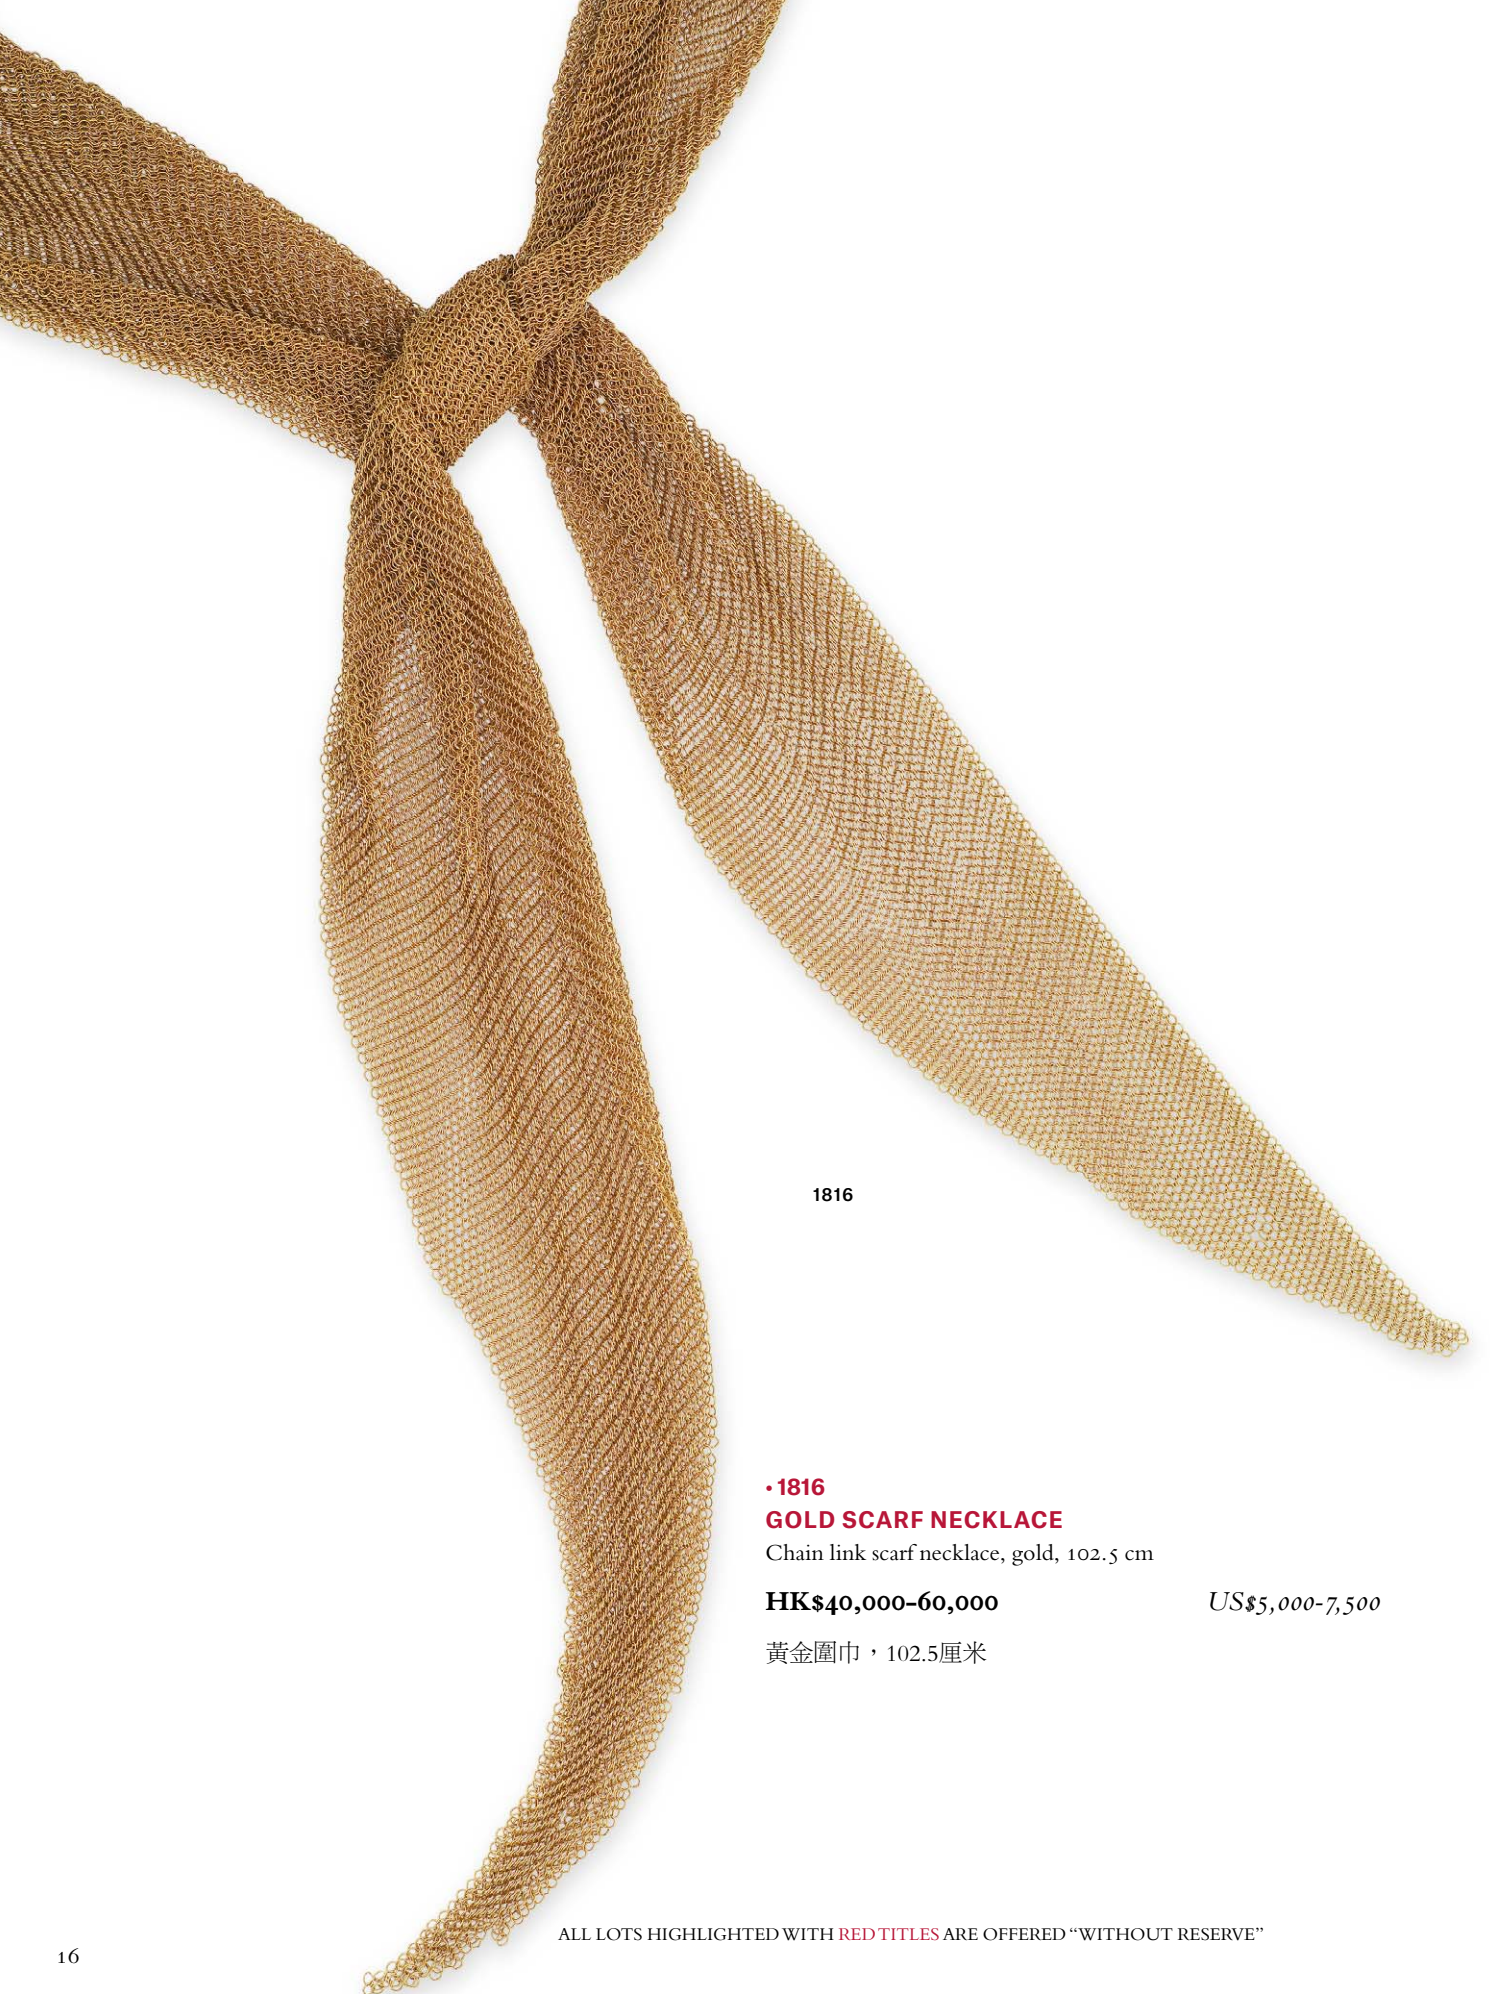 1816
• 1816
GOLD SCARF NECKLACE
Chain link scarf necklace, gold, 102.5 cm
HK$40,000-60,000 US$5,000-7,500
黃金圍巾，102.5厘米
ALL LOTS HIGHLIGHTED WITH RED TITLES ARE OFFERED “WITHOUT RESERVE”
16